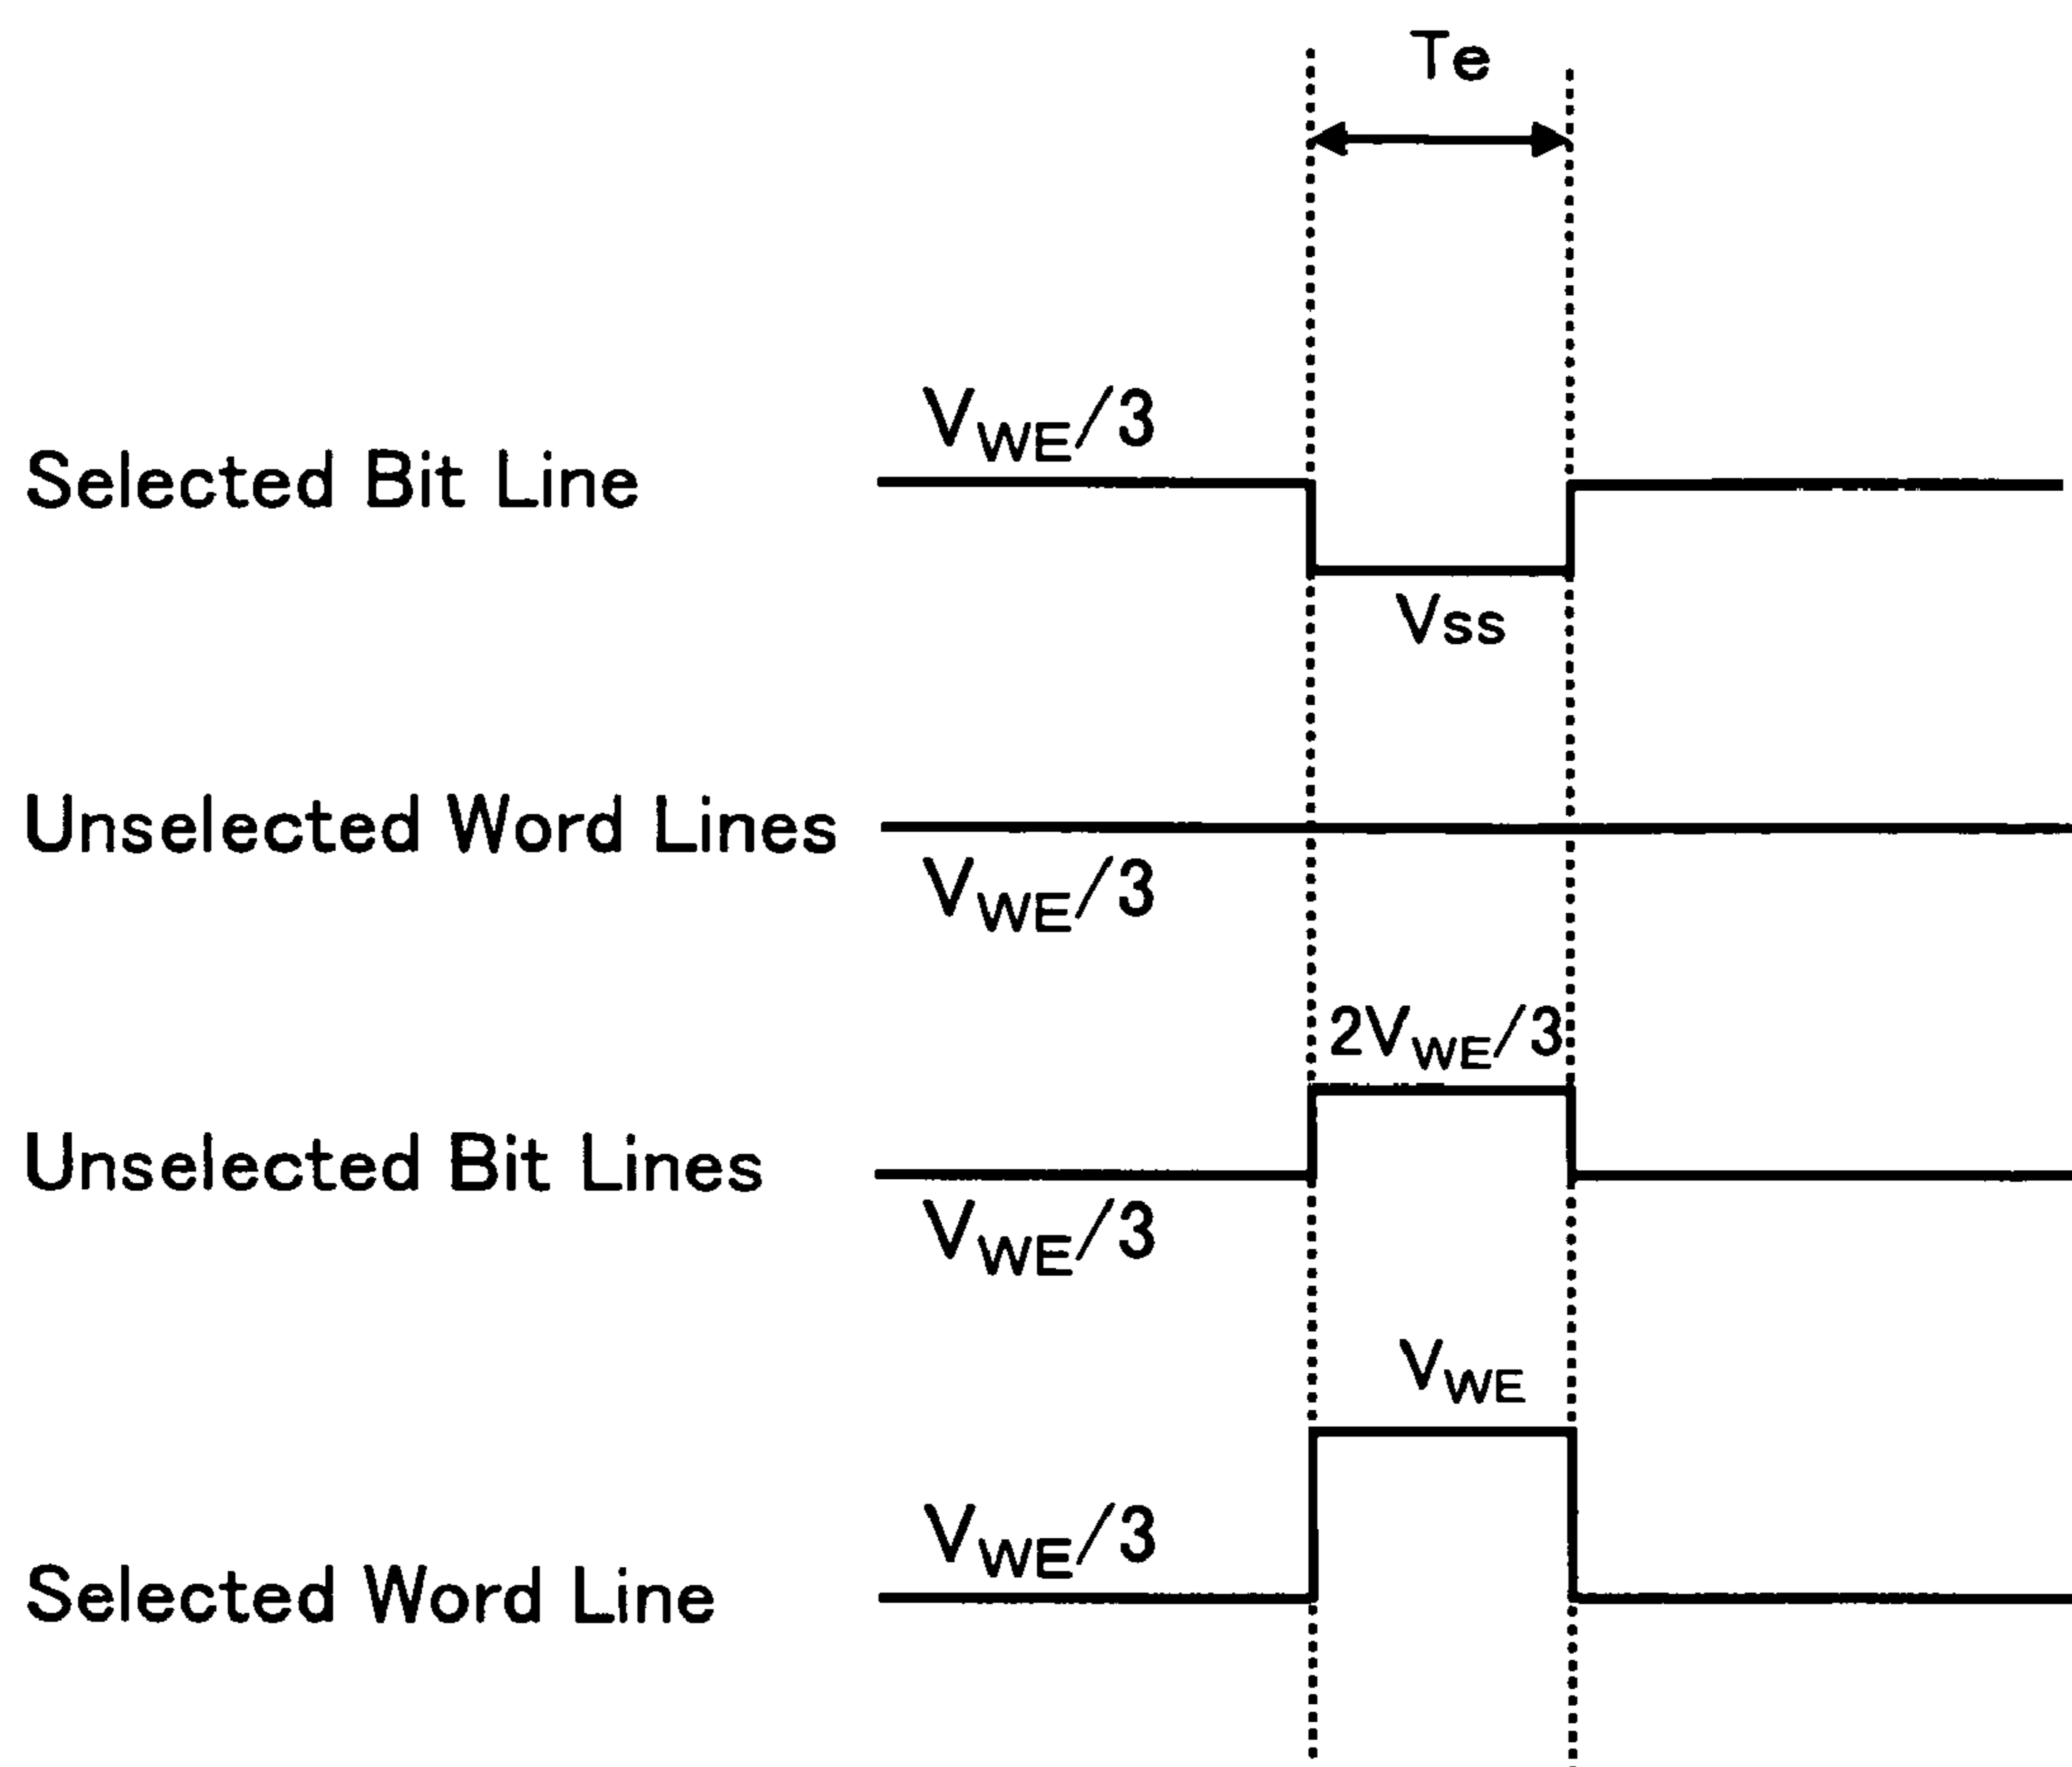 Te
V_WE/3
Selected Bit Line
Vss
Unselected Word Lines
V_WE/3
2V_WE/3
Unselected Bit Lines
V_WE/3
V_WE
V_WE/3
Selected Word Line